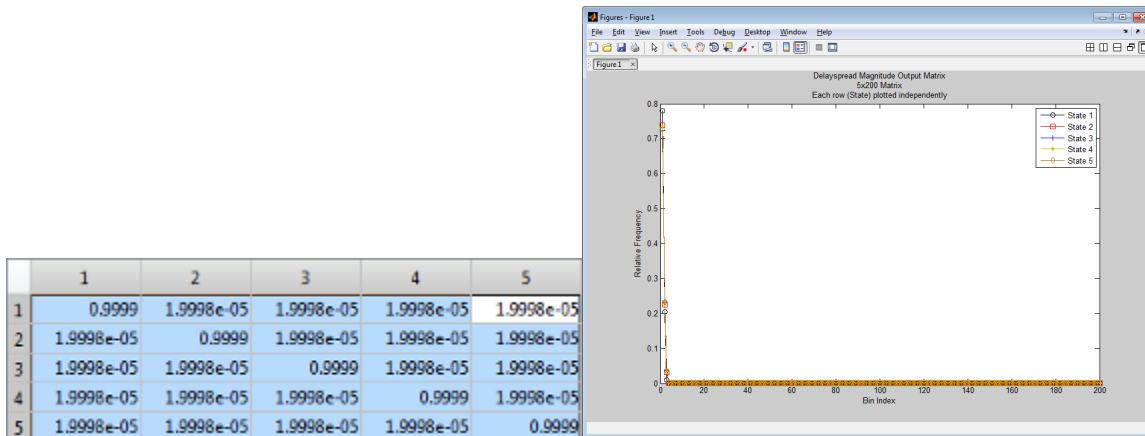 1 2 3 4 5
1 0.9999 1.9998e-05 1.9998e-05 1.9998e-05 1.9998e-05
2 1.9998e-05 0.9999 1.9998e-05 1.9998e-05 1.9998e-05
3 1.9998e-05 1.9998e-05 0.9999 1.9998e-05 1.9998e-05
4 1.9998e-05 1.9998e-05 1.9998e-05 0.9999 1.9998e-05
5 1.9998e-05 1.9998e-05 1.9998e-05 1.9998e-05 0.9999
Figures - Figure 1
File Edit View Insert Tools Debug Desktop Window Help
Figure 1
Delayspread Magnitude Output Matrix
5x200 Matrix
Each row (State) plotted independently
0.8
0.7
0.6
0.5
0.4
0.3
0.2
0.1
0
Relative Frequency
State 1
State 2
State 3
State 4
State 5
0 20 40 60 80 100 120 140 160 180 200
Bin Index